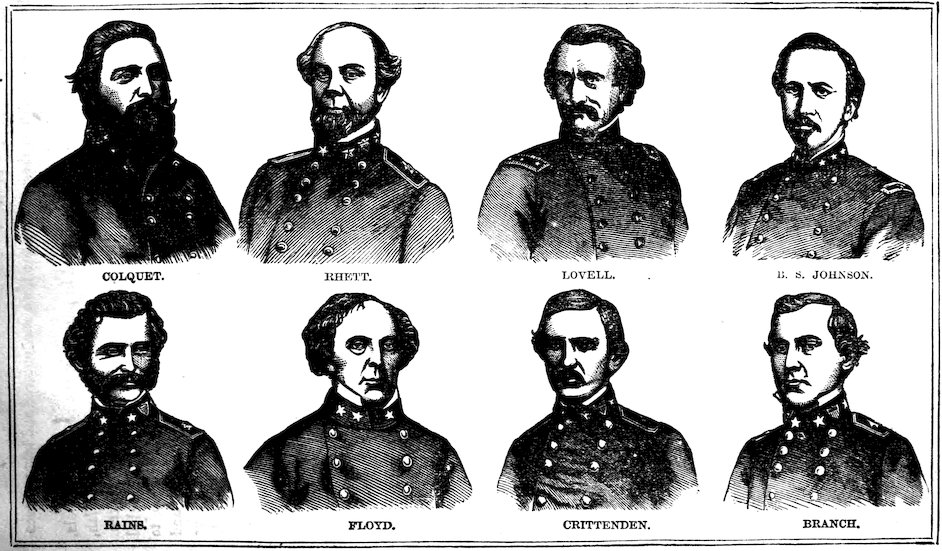 COLQUET.
RHETT.
LOVELL.
B. S. JOHNSON.
RAINS.
FLOYD.
CRITTENDEN.
BRANCH.